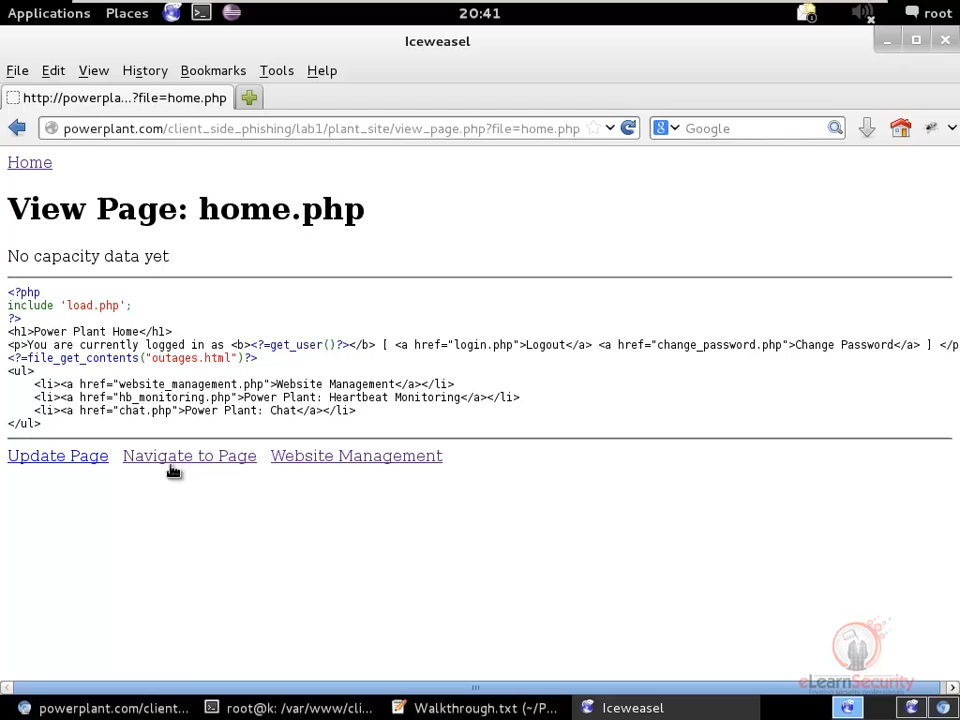 Applications Places 20:41 root
Iceweasel
File Edit View History Bookmarks Tools Help
http://powerpla...?file=home.php
powerplant.com/client_side_phishing/lab1/plant_site/view_page.php?file=home.php Google
Home
View Page: home.php
No capacity data yet
<?php
include 'load.php';
?>
<h1>Power Plant Home</h1>
<p>You are currently logged in as <b><?=get_user()?></b> [ <a href="login.php">Logout</a> <a href="change_password.php">Change Password</a> ] </p
<?=file_get_contents("outages.html")?>
<ul>
<li><a href="website_management.php">Website Management</a></li>
<li><a href="hb_monitoring.php">Power Plant: Heartbeat Monitoring</a></li>
<li><a href="chat.php">Power Plant: Chat</a></li>
</ul>
Update Page Navigate to Page Website Management
eLearnSecurity
powerplant.com/client... root@k: /var/www/cli... Walkthrough.txt (~/P... Iceweasel